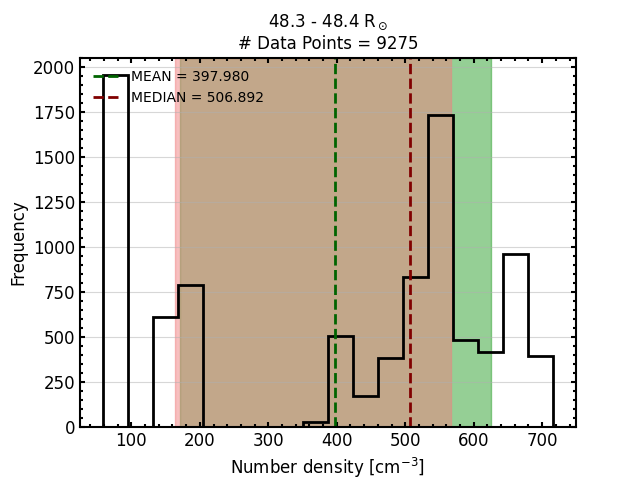 48.3 - 48.4 R⊙
# Data Points = 9275
MEAN = 397.980
MEDIAN = 506.892
Frequency
2000
1750
1500
1250
1000
750
500
250
0
100 200 300 400 500 600 700
Number density [cm⁻³]